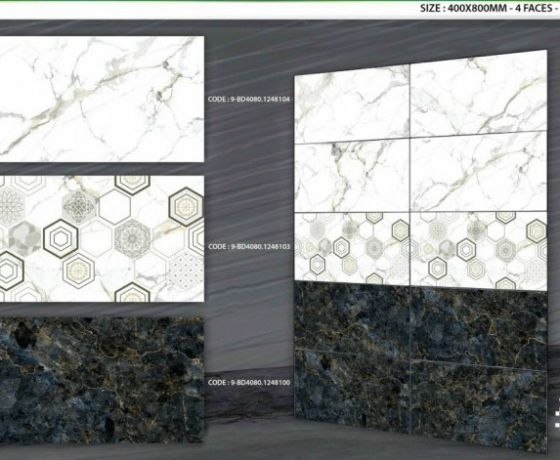 SIZE : 400X800MM - 4 FACES -
CODE : 9-BD4080.1248104
CODE : 9-BD4080.1248103
CODE : 9-BD4080.1248100